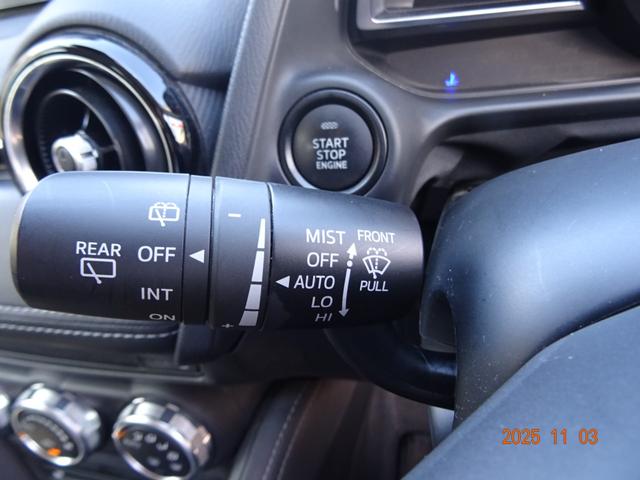 START
STOP
ENGINE
REAR
OFF
INT
ON
−
+
MIST
OFF
AUTO
LO
HI
FRONT
PULL
2025 11 03